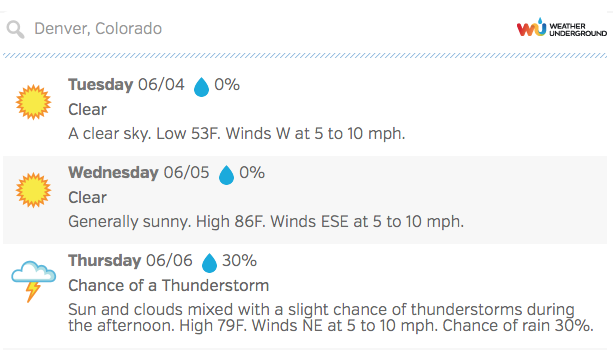 Denver, Colorado
WU WEATHER
UNDERGROUND
Tuesday 06/04 0%
Clear
A clear sky. Low 53F. Winds W at 5 to 10 mph.
Wednesday 06/05 0%
Clear
Generally sunny. High 86F. Winds ESE at 5 to 10 mph.
Thursday 06/06 30%
Chance of a Thunderstorm
Sun and clouds mixed with a slight chance of thunderstorms during
the afternoon. High 79F. Winds NE at 5 to 10 mph. Chance of rain 30%.